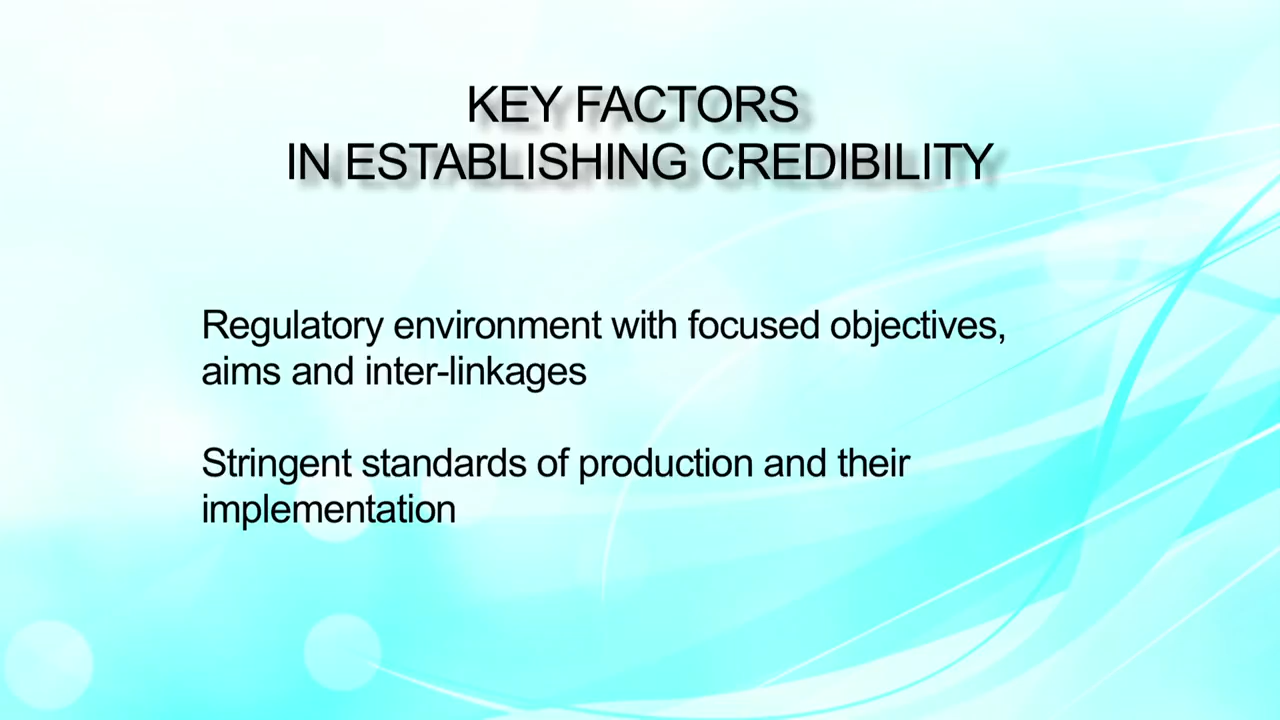 KEY FACTORS
IN ESTABLISHING CREDIBILITY
Regulatory environment with focused objectives,
aims and inter-linkages
Stringent standards of production and their
implementation